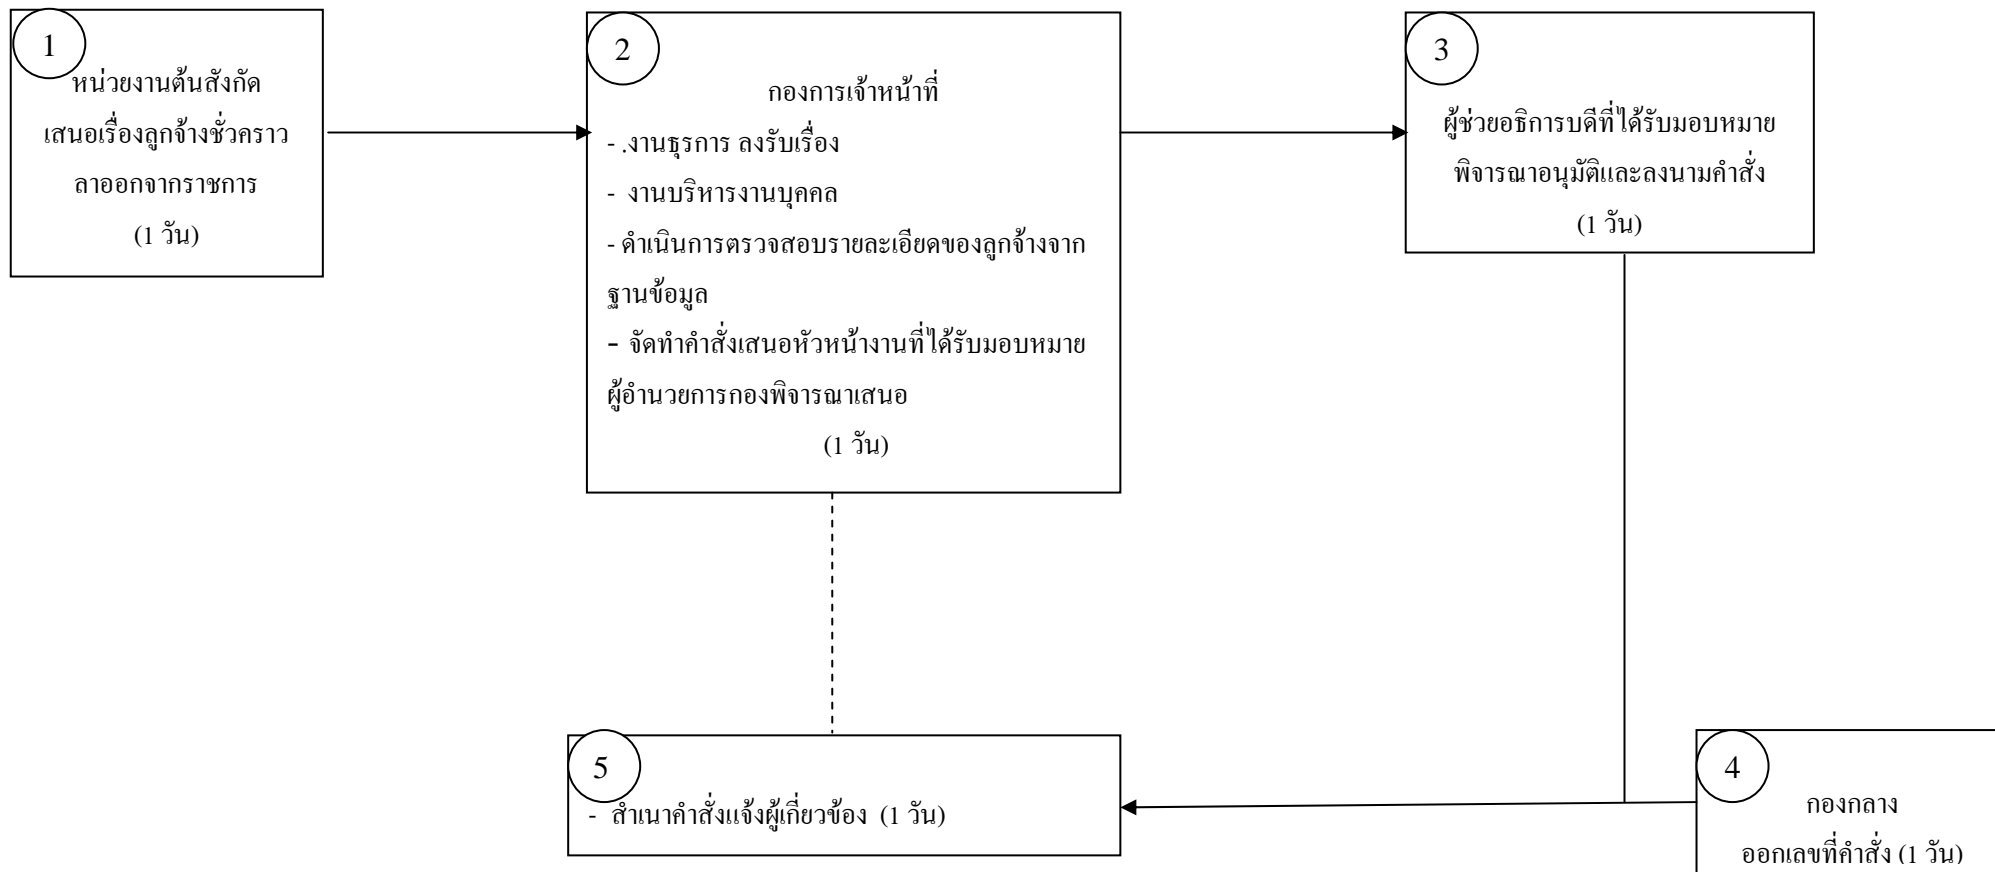 1
หน่วยงานต้นสังกัด
เสนอเรื่องลูกจ้างชั่วคราว
ลาออกจากราชการ
(1 วัน)
2
กองการเจ้าหน้าที่
- .งานธุรการ ลงรับเรื่อง
- งานบริหารงานบุคคล
- ดำเนินการตรวจสอบรายละเอียดของลูกจ้างจาก
ฐานข้อมูล
- จัดทำคำสั่งเสนอหัวหน้างานที่ได้รับมอบหมาย
ผู้อำนวยการกองพิจารณาเสนอ
(1 วัน)
3
ผู้ช่วยอธิการบดีที่ได้รับมอบหมาย
พิจารณาอนุมัติและลงนามคำสั่ง
(1 วัน)
4
กองกลาง
ออกเลขที่คำสั่ง (1 วัน)
5
- สำเนาคำสั่งแจ้งผู้เกี่ยวข้อง (1 วัน)